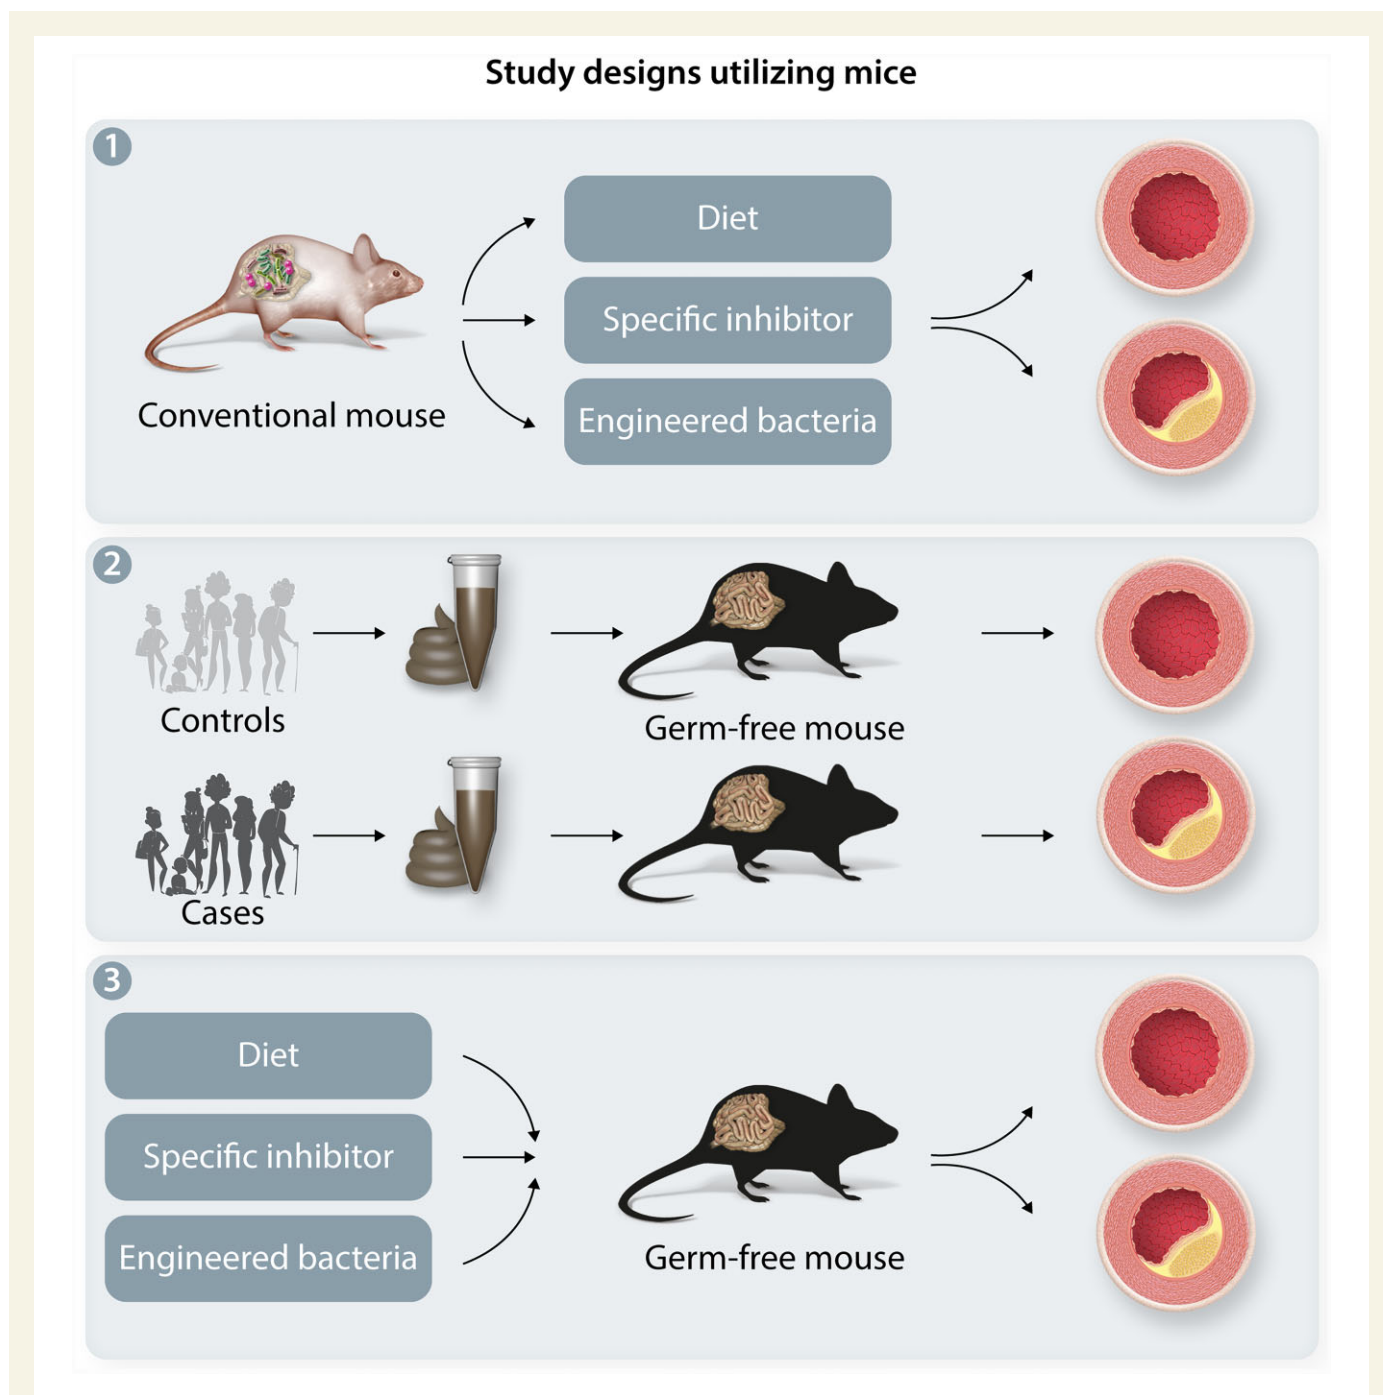 Study designs utilizing mice
1
Diet
Specific inhibitor
Engineered bacteria
Conventional mouse
2
Controls
Germ-free mouse
Cases
3
Diet
Specific inhibitor
Engineered bacteria
Germ-free mouse